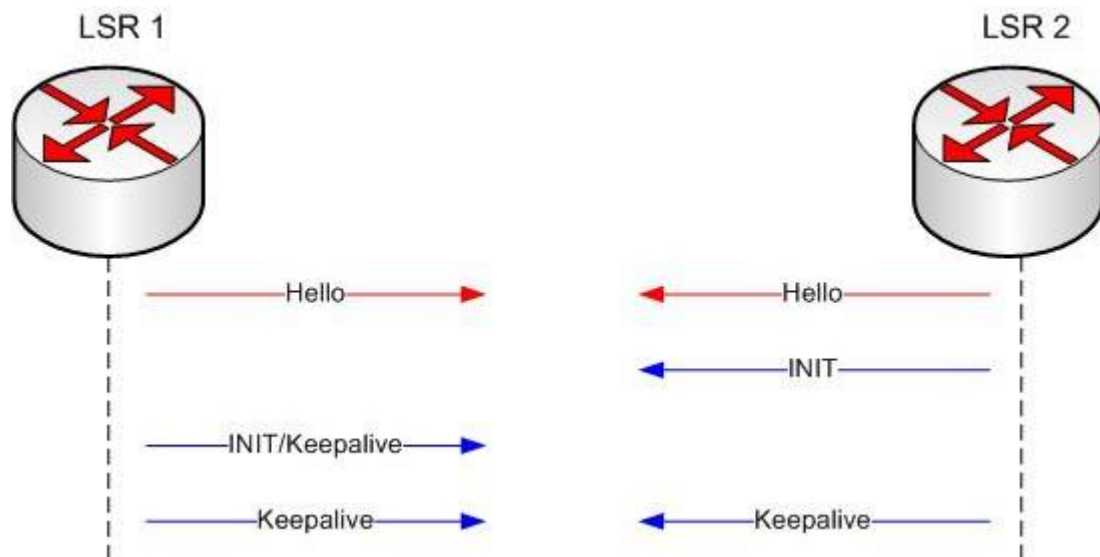 LSR 1
LSR 2
Hello
Hello
INIT
INIT/Keepalive
Keepalive
Keepalive